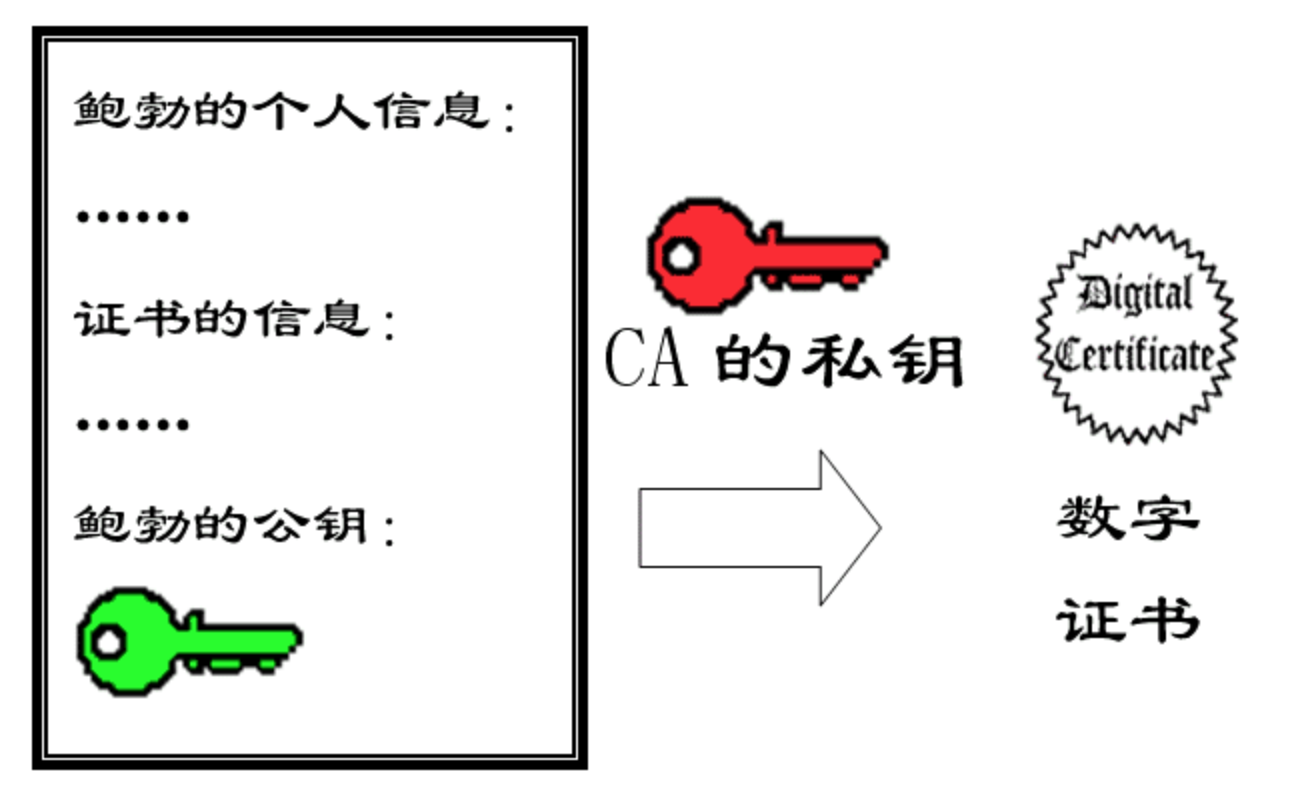 鲍勃的个人信息：
······
证书的信息：
······
鲍勃的公钥：
CA 的私钥
Digital
Certificate
数字
证书